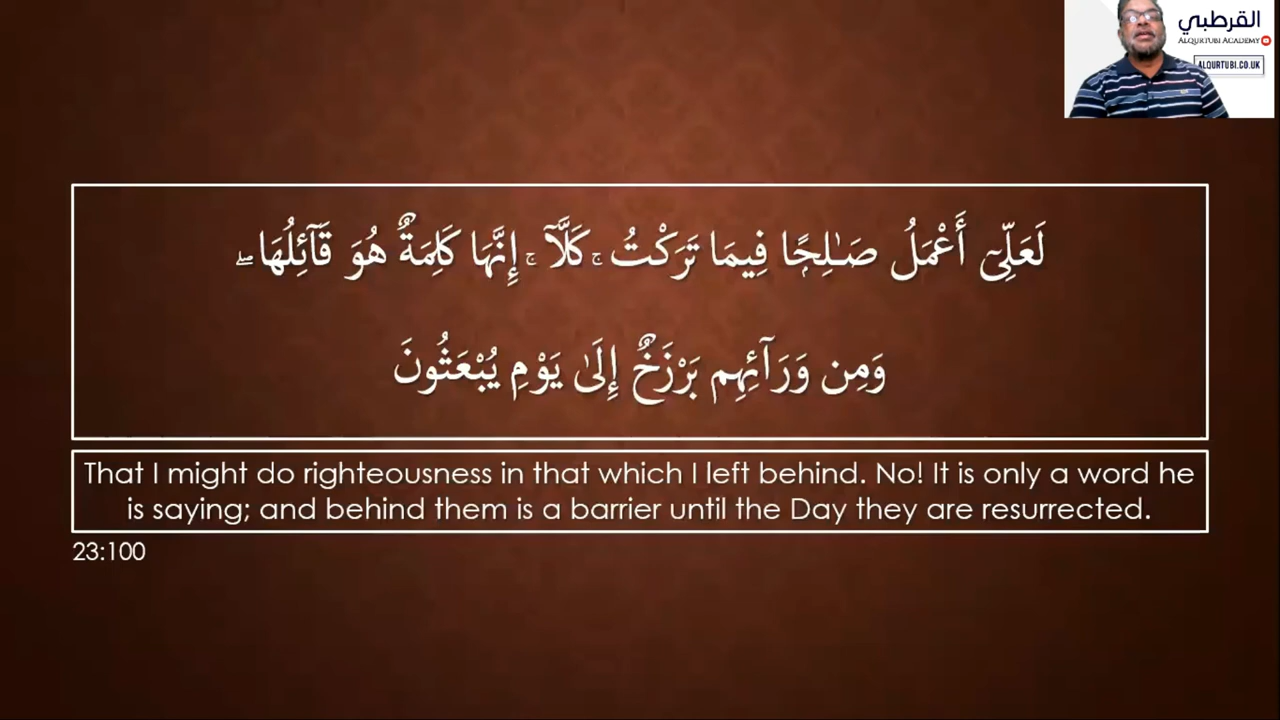 القرطبي
ALQURTUBI ACADEMY
ALQURTUBI.CO.UK
لَعَلِّىٓ أَعْمَلُ صَـٰلِحًا فِيمَا تَرَكْتُ ۚ كَلَّآ ۚ إِنَّهَا كَلِمَةٌ هُوَ قَآئِلُهَا ۖ
وَمِن وَرَآئِهِم بَرْزَخٌ إِلَىٰ يَوْمِ يُبْعَثُونَ
That I might do righteousness in that which I left behind. No! It is only a word he
is saying; and behind them is a barrier until the Day they are resurrected.
23:100